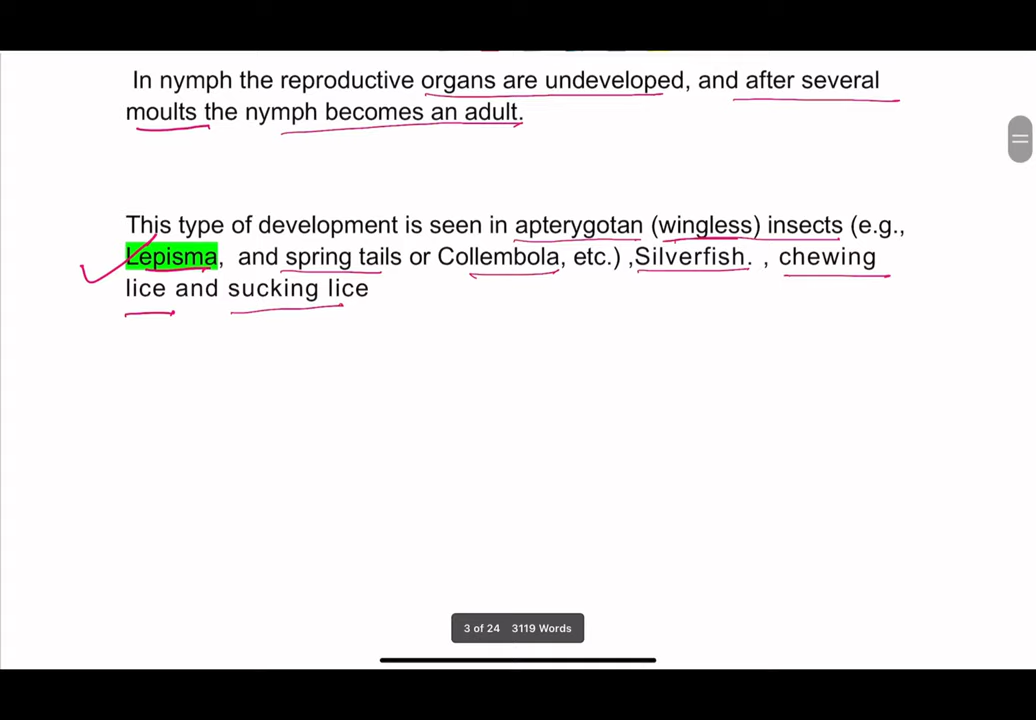 In nymph the reproductive organs are undeveloped, and after several
moults the nymph becomes an adult.
This type of development is seen in apterygotan (wingless) insects (e.g.,
Lepisma, and spring tails or Collembola, etc.) ,Silverfish. , chewing
lice and sucking lice
3 of 24 3119 Words